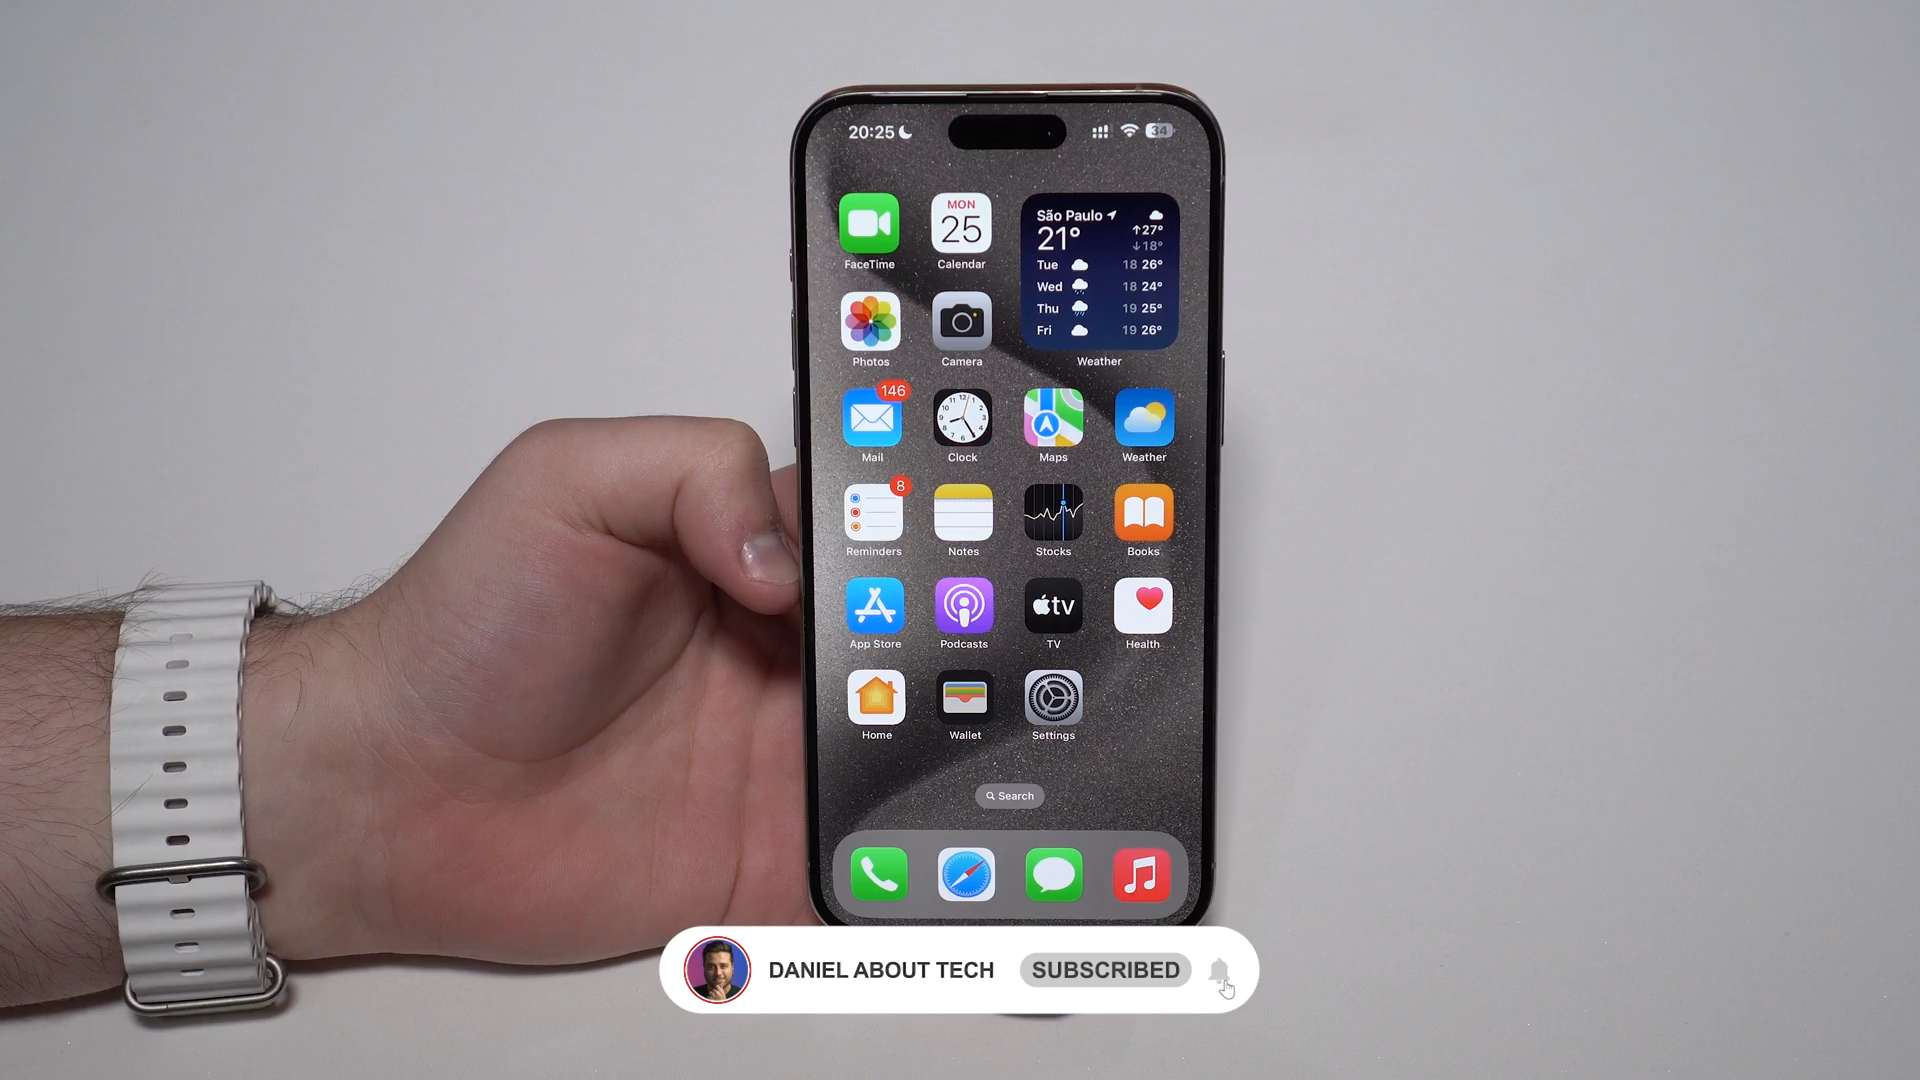 20:25
34
MON
25
São Paulo
21°
↑27°
↓18°
Tue 18 26°
Wed 18 24°
Thu 19 25°
Fri 19 26°
FaceTime
Calendar
Photos
Camera
Weather
146
Mail
Clock
Maps
Weather
8
Reminders
Notes
Stocks
Books
tv
App Store
Podcasts
TV
Health
Home
Wallet
Settings
Search
DANIEL ABOUT TECH
SUBSCRIBED